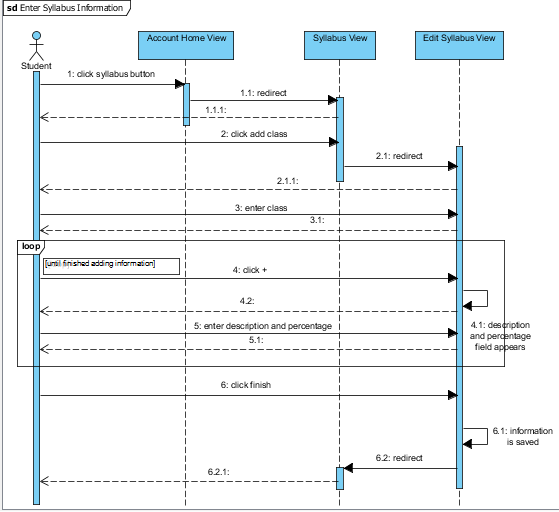 sd Enter Syllabus Information
Account Home View
Syllabus View
Edit Syllabus View
Student
1: click syllabus button
1.1: redirect
1.1.1:
2: click add class
2.1: redirect
2.1.1:
3: enter class
3.1:
loop
[until finished adding information]
4: click +
4.2:
4.1: description
and percentage
field appears
5: enter description and percentage
5.1:
6: click finish
6.1: information
is saved
6.2: redirect
6.2.1: